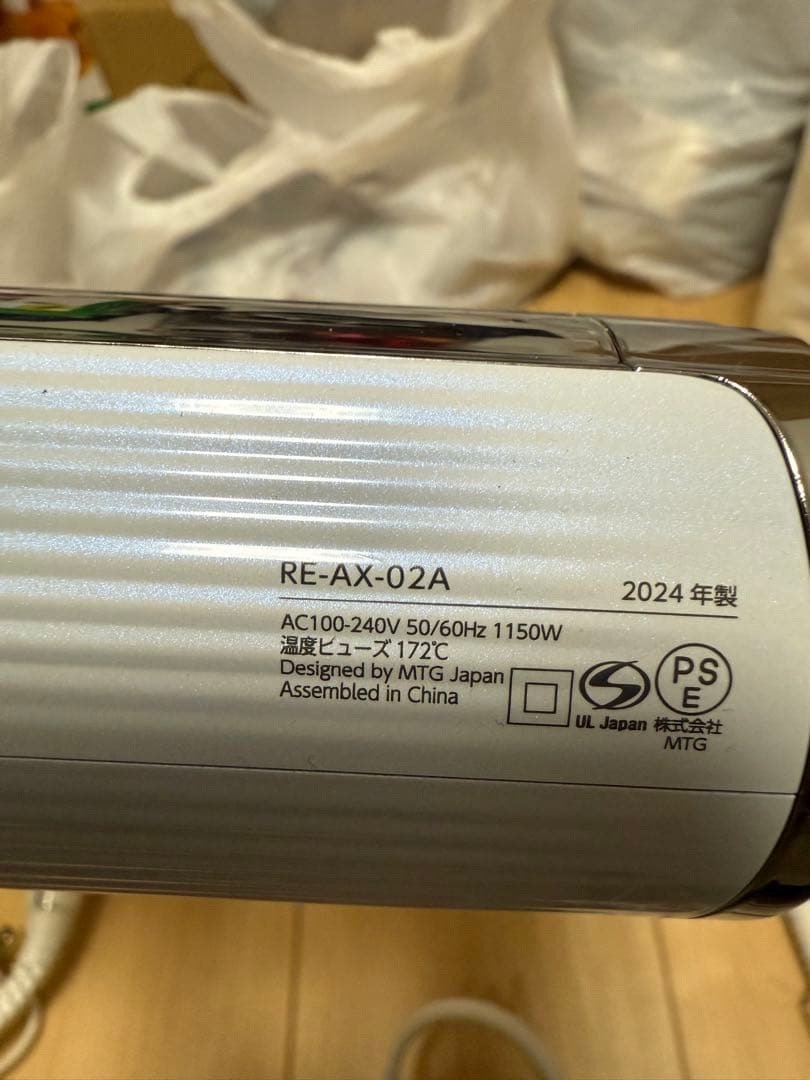 RE-AX-02A
2024 年製
AC100-240V 50/60Hz 1150W
温度ヒューズ 172℃
Designed by MTG Japan
Assembled in China
UL Japan
PS
E
株式会社
MTG